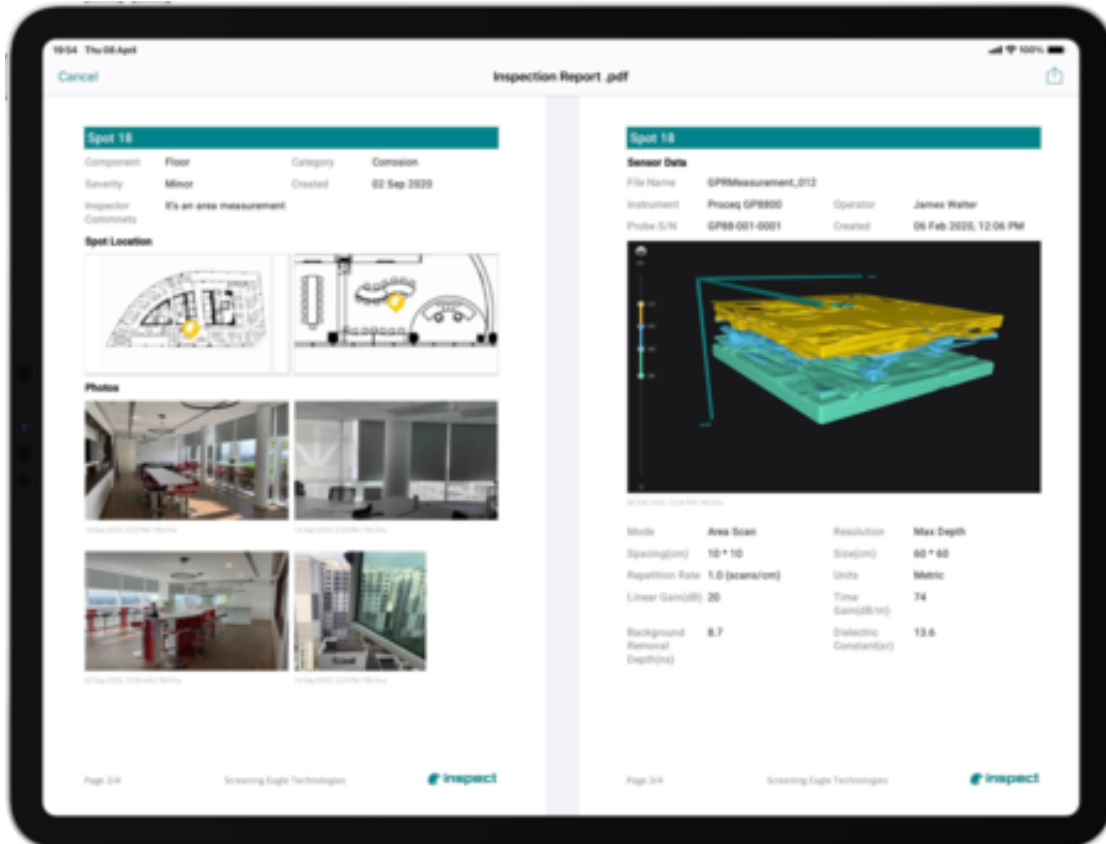 19:54 Thu 08 April
100%
Cancel
Inspection Report .pdf
Spot 18
Component Floor Category Corrosion
Severity Minor Created 02 Sep 2020
Inspector Commnets It's an area measurement
Spot Location
Photos
Page 2/4 Screening Eagle Technologies inspect
Spot 18
Sensor Data
File Name GPRMeasurement_012
Instrument Proceq GP8800 Operator James Walter
Probe S/N GP88-001-0001 Created 06 Feb 2020, 12:06 PM
Mode Area Scan Resolution Max Depth
Spacing(cm) 10 * 10 Size(cm) 60 * 60
Repetition Rate 1.0 (scans/cm) Units Metric
Linear Gain(dB) 20 Time Gain(dB/m) 74
Background Removal Depth(ns) 8.7 Dielectric Constant(εr) 13.6
Page 3/4 Screening Eagle Technologies inspect